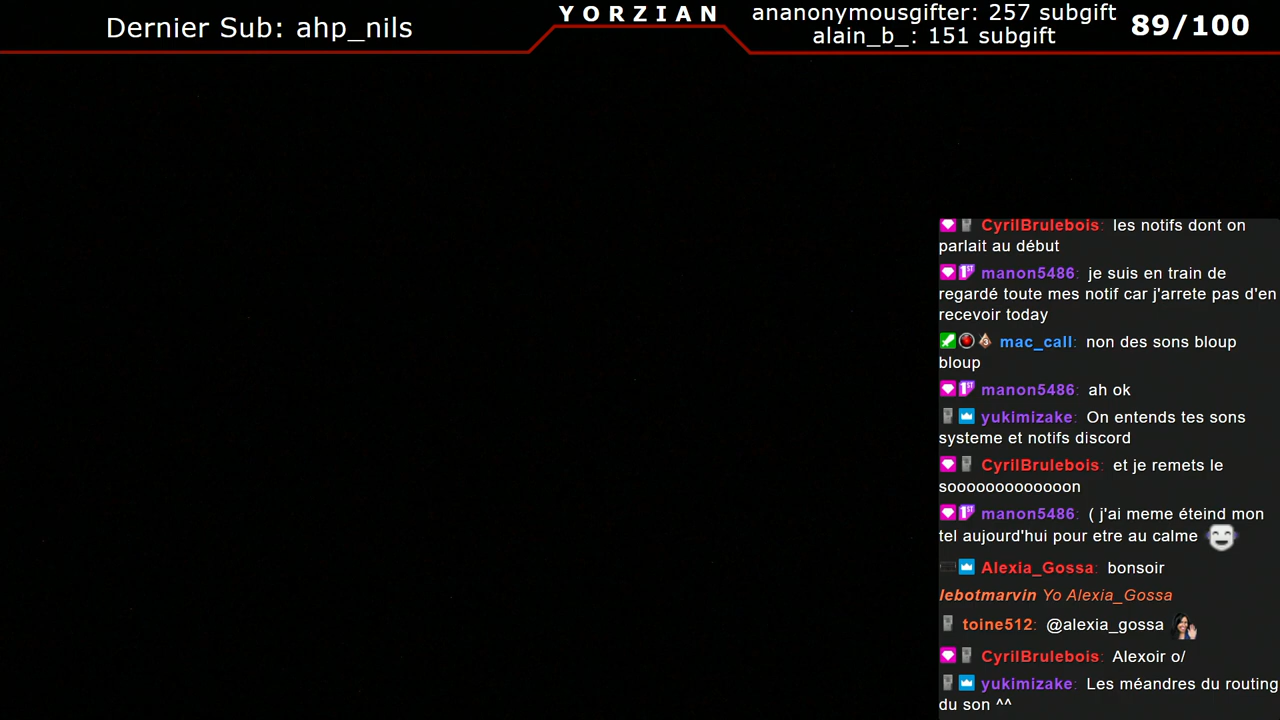 Dernier Sub: ahp_nils
YORZIAN
ananonymousgifter: 257 subgift
alain_b_: 151 subgift
89/100
CyrilBrulebois: les notifs dont on
parlait au début
manon5486: je suis en train de
regardé toute mes notif car j'arrete pas d'en
recevoir today
mac_call: non des sons bloup
bloup
manon5486: ah ok
yukimizake: On entends tes sons
systeme et notifs discord
CyrilBrulebois: et je remets le
sooooooooooooon
manon5486: ( j'ai meme éteind mon
tel aujourd'hui pour etre au calme
Alexia_Gossa: bonsoir
lebotmarvin Yo Alexia_Gossa
toine512: @alexia_gossa
CyrilBrulebois: Alexoir o/
yukimizake: Les méandres du routing
du son ^^